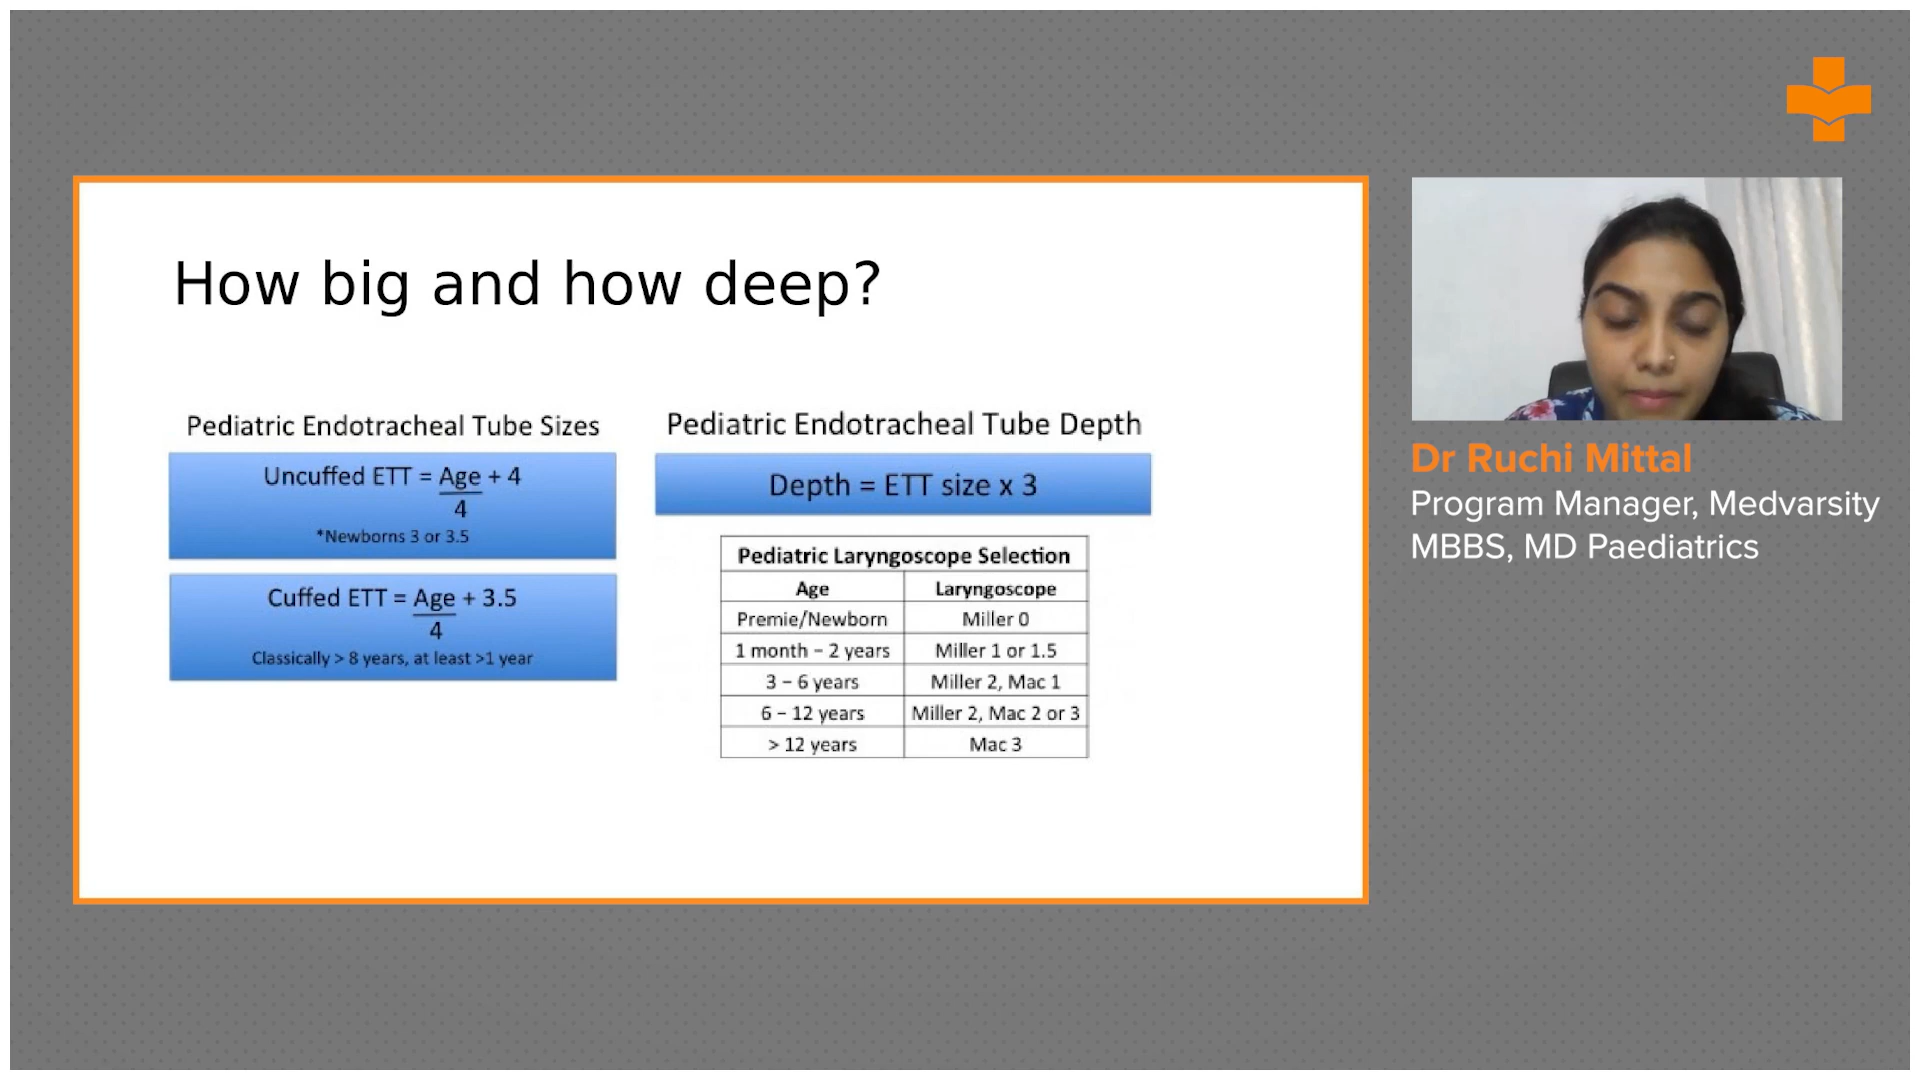 How big and how deep?
Pediatric Endotracheal Tube Sizes
Uncuffed ETT = Age + 4
4
*Newborns 3 or 3.5
Cuffed ETT = Age + 3.5
4
Classically > 8 years, at least >1 year
Pediatric Endotracheal Tube Depth
Depth = ETT size x 3
Pediatric Laryngoscope Selection
Age Laryngoscope
Premie/Newborn Miller 0
1 month – 2 years Miller 1 or 1.5
3 – 6 years Miller 2, Mac 1
6 – 12 years Miller 2, Mac 2 or 3
> 12 years Mac 3
Dr Ruchi Mittal
Program Manager, Medvarsity
MBBS, MD Paediatrics